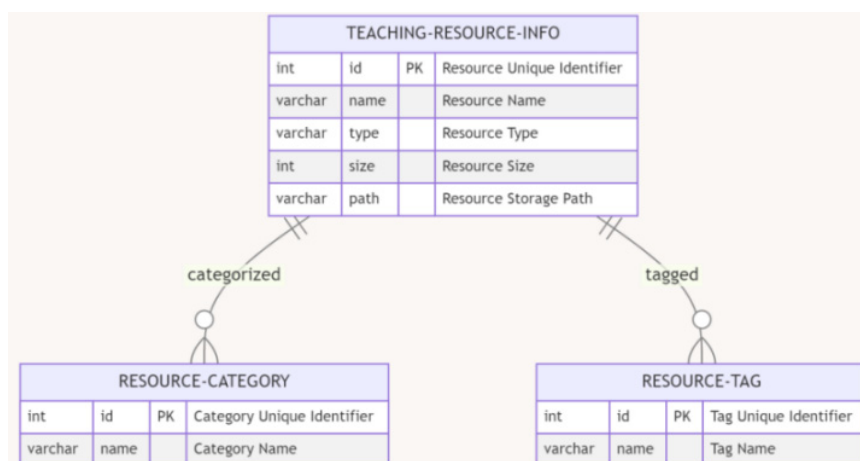 TEACHING-RESOURCE-INFO
int id PK Resource Unique Identifier
varchar name Resource Name
varchar type Resource Type
int size Resource Size
varchar path Resource Storage Path
categorized tagged
RESOURCE-CATEGORY
int id PK Category Unique Identifier
varchar name Category Name
RESOURCE-TAG
int id PK Tag Unique Identifier
varchar name Tag Name